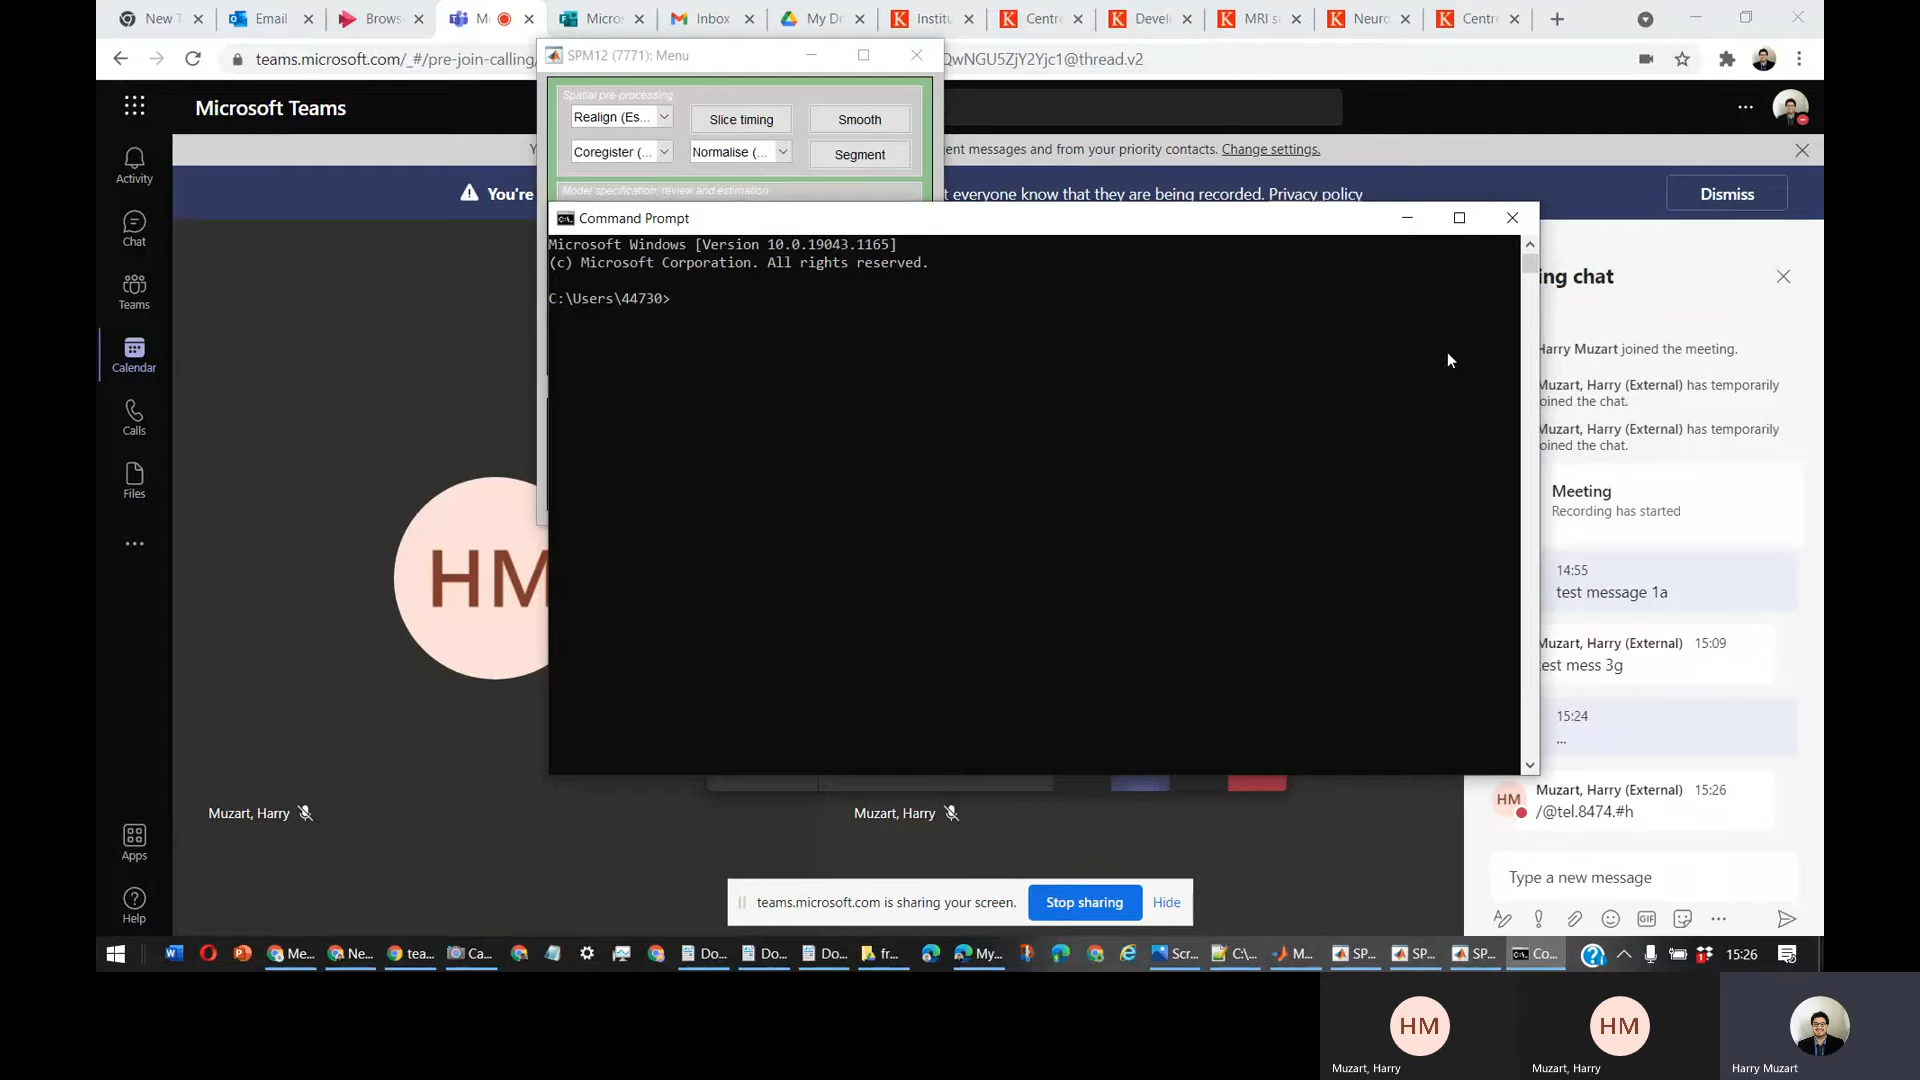 New T
Email
Brows
Me
Micros
Inbox
My Dr
Institu
Centre
Devel
MRI s
Neuro
Centre
teams.microsoft.com/_#/pre-join-calling/
QwNGU5ZjY2Yjc1@thread.v2
SPM12 (7771): Menu
Spatial pre-processing
Realign (Es...
Slice timing
Smooth
Coregister (...
Normalise (...
Segment
Model specification, review and estimation
Microsoft Teams
ent messages and from your priority contacts. Change settings.
You're
t everyone know that they are being recorded. Privacy policy
Dismiss
Activity
Chat
Teams
Calendar
Calls
Files
Apps
Help
Command Prompt
Microsoft Windows [Version 10.0.19043.1165]
(c) Microsoft Corporation. All rights reserved.
C:\Users\44730>
HM
Muzart, Harry
Muzart, Harry
ing chat
Harry Muzart joined the meeting.
Muzart, Harry (External) has temporarily
oined the chat.
Muzart, Harry (External) has temporarily
oined the chat.
Meeting
Recording has started
14:55
test message 1a
Muzart, Harry (External) 15:09
est mess 3g
15:24
...
HM
Muzart, Harry (External) 15:26
/@tel.8474.#h
Type a new message
GIF
teams.microsoft.com is sharing your screen.
Stop sharing
Hide
Me...
Ne...
tea...
Ca...
Do...
Do...
Do...
fr...
My...
Scr...
C:\...
M...
SP...
SP...
SP...
Co...
15:26
HM
HM
Muzart, Harry
Muzart, Harry
Harry Muzart